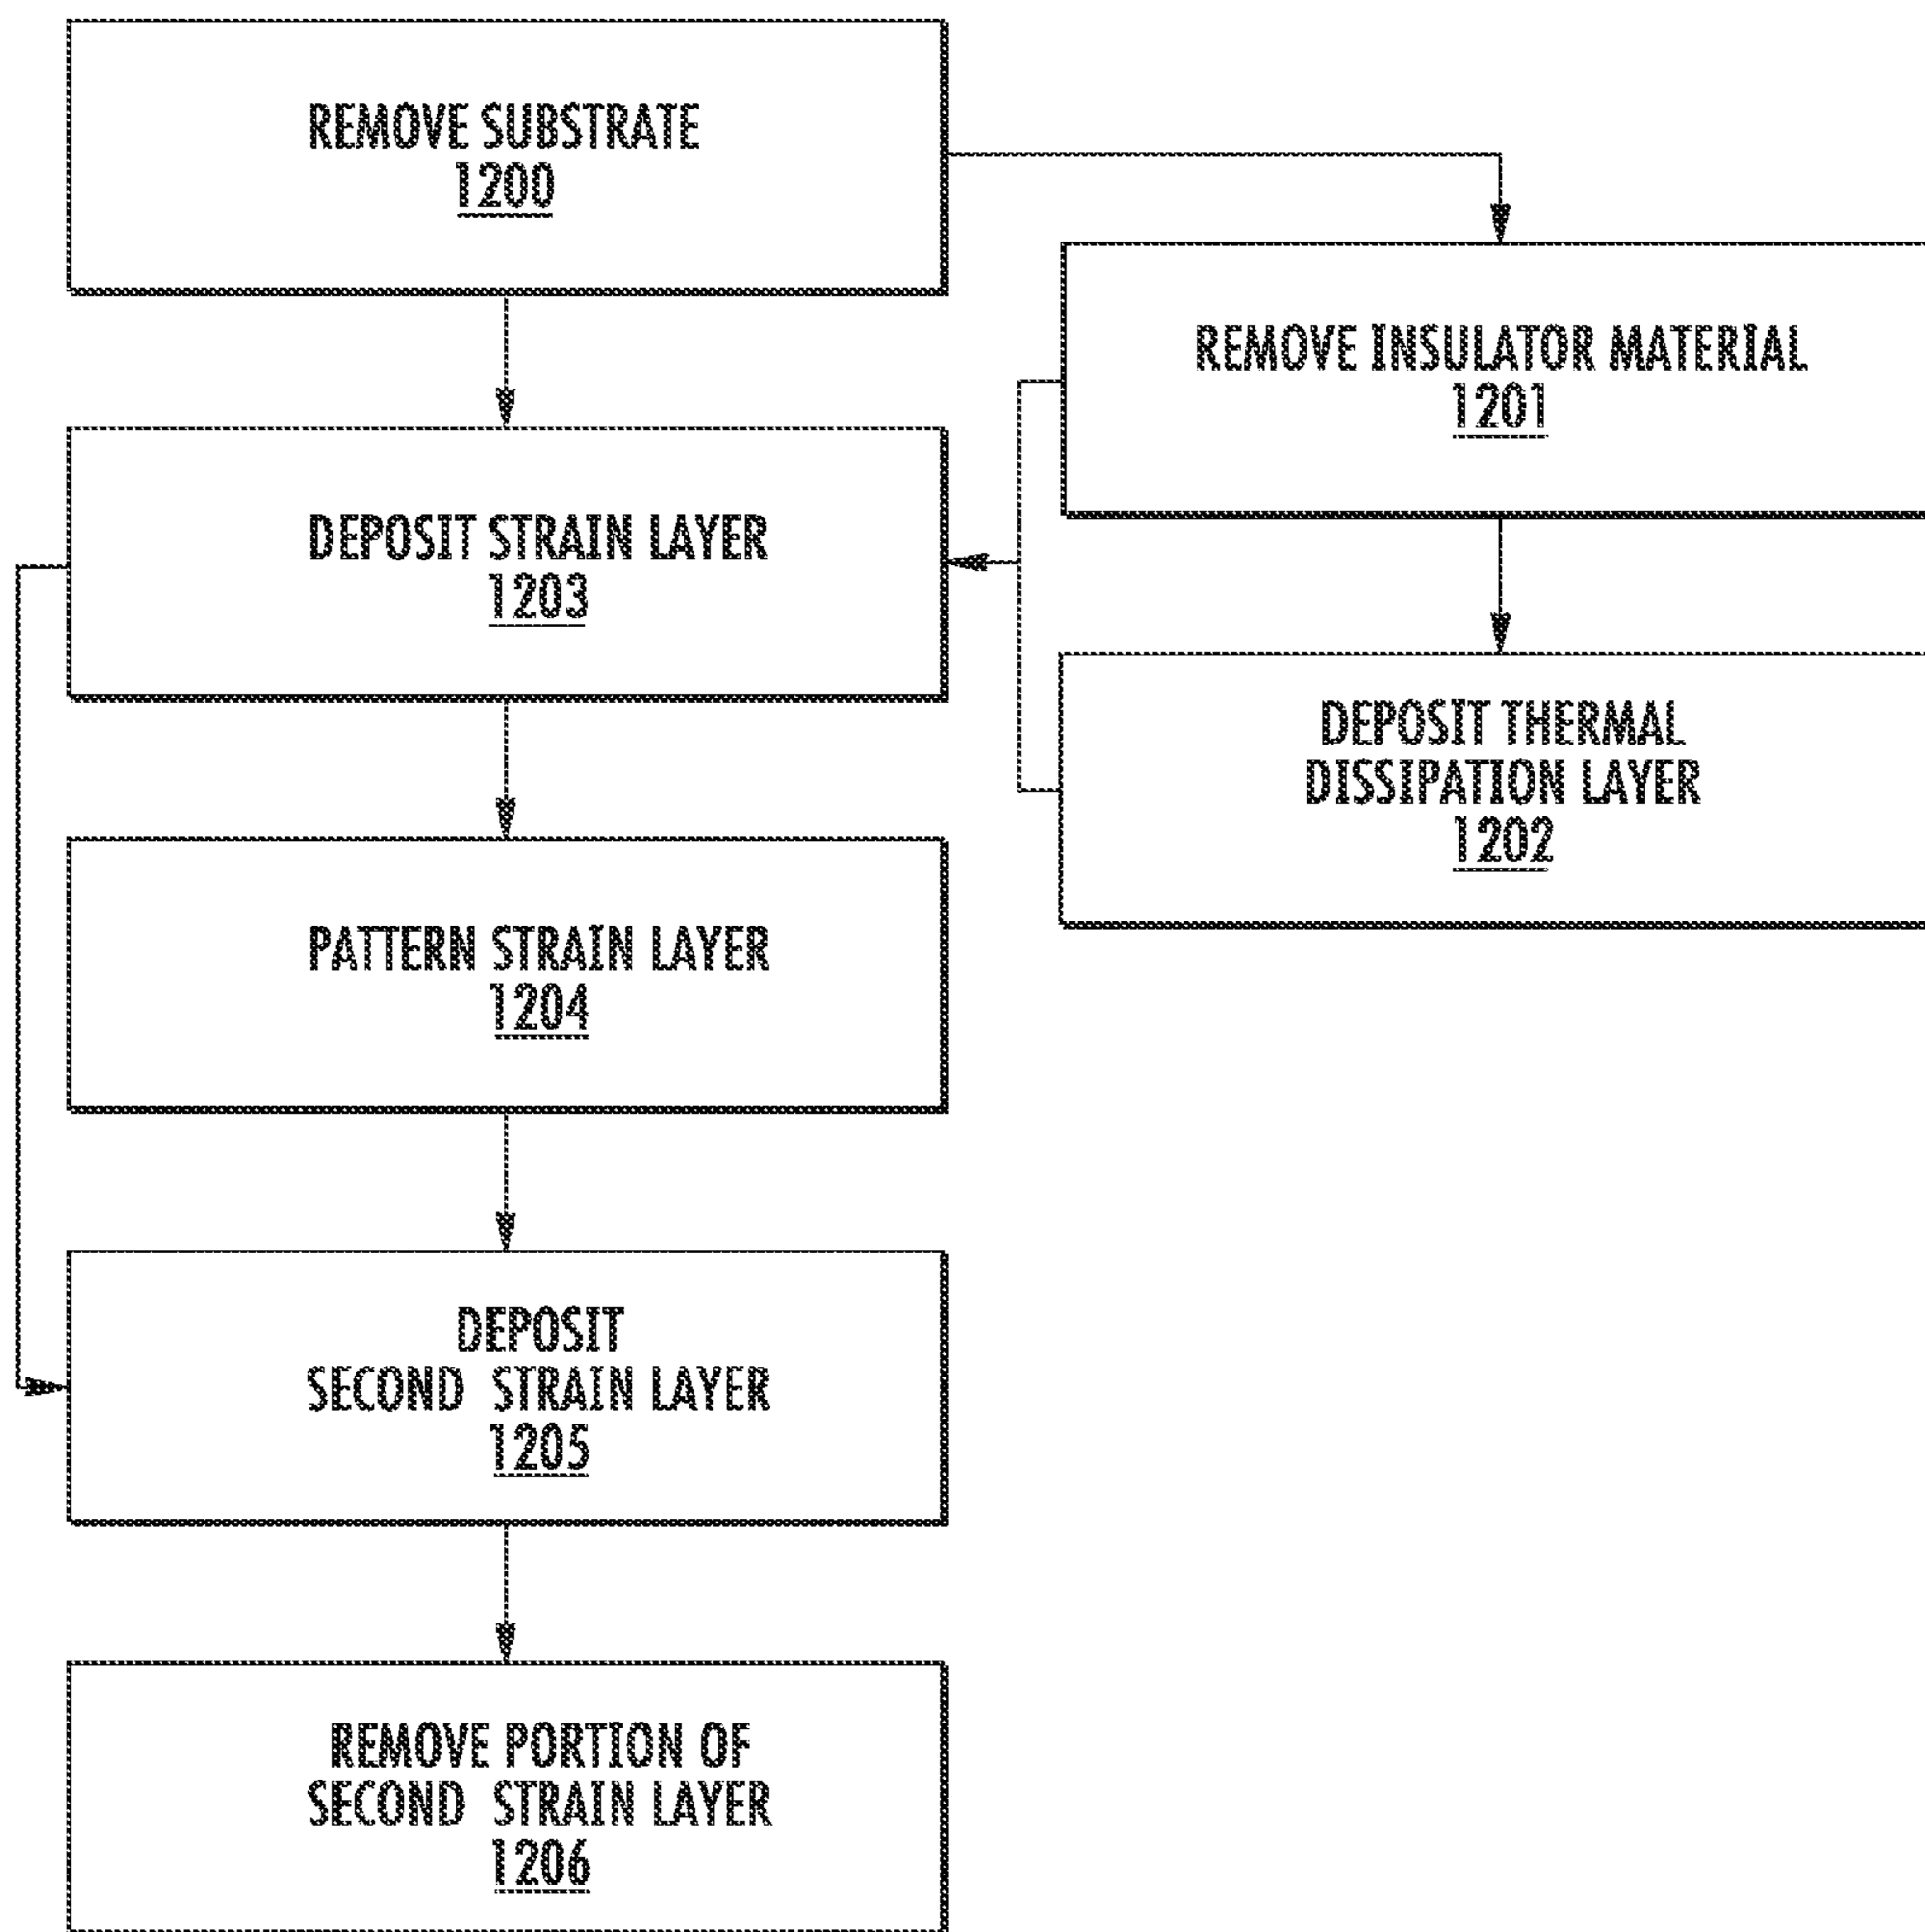 REMOVE SUBSTRATE
1200
REMOVE INSULATOR MATERIAL
1201
DEPOSIT STRAIN LAYER
1203
DEPOSIT THERMAL
DISSIPATION LAYER
1202
PATTERN STRAIN LAYER
1204
DEPOSIT
SECOND STRAIN LAYER
1205
REMOVE PORTION OF
SECOND STRAIN LAYER
1206